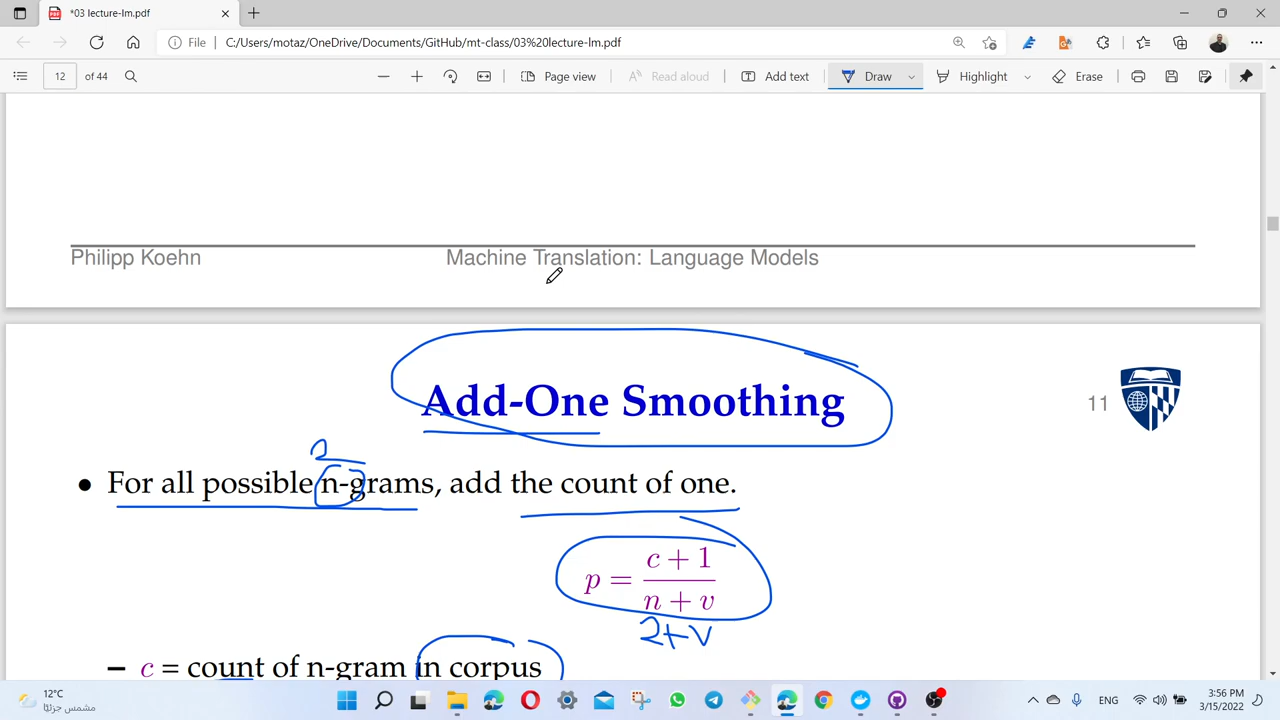 *03 lecture-lm.pdf
File C:/Users/motaz/OneDrive/Documents/GitHub/mt-class/03%20lecture-lm.pdf
12 of 44 Page view Read aloud Add text Draw Highlight Erase
Philipp Koehn Machine Translation: Language Models
Add-One Smoothing 11
2
• For all possible n-grams, add the count of one.
p = c + 1 / n + v
2+V
– c = count of n-gram in corpus
12°C
مشمس جزئيًا
ENG
3:56 PM
3/15/2022